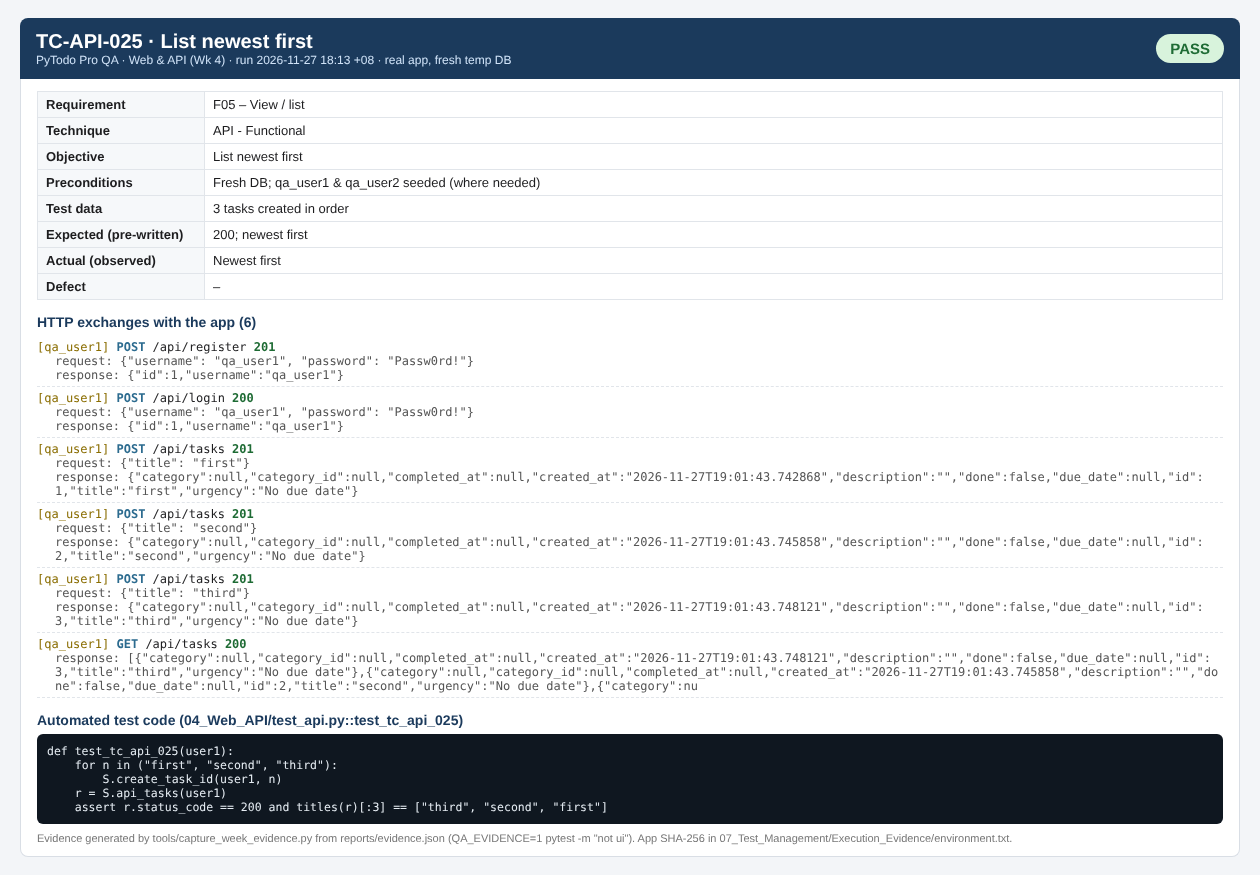 TC-API-025 · List newest first
PyTodo Pro QA · Web & API (Wk 4) · run 2026-11-27 18:13 +08 · real app, fresh temp DB
PASS
Requirement F05 – View / list
Technique API - Functional
Objective List newest first
Preconditions Fresh DB; qa_user1 & qa_user2 seeded (where needed)
Test data 3 tasks created in order
Expected (pre-written) 200; newest first
Actual (observed) Newest first
Defect –
HTTP exchanges with the app (6)
[qa_user1] POST /api/register 201
request: {"username": "qa_user1", "password": "Passw0rd!"}
response: {"id":1,"username":"qa_user1"}
[qa_user1] POST /api/login 200
request: {"username": "qa_user1", "password": "Passw0rd!"}
response: {"id":1,"username":"qa_user1"}
[qa_user1] POST /api/tasks 201
request: {"title": "first"}
response: {"category":null,"category_id":null,"completed_at":null,"created_at":"2026-11-27T19:01:43.742868","description":"","done":false,"due_date":null,"id":
1,"title":"first","urgency":"No due date"}
[qa_user1] POST /api/tasks 201
request: {"title": "second"}
response: {"category":null,"category_id":null,"completed_at":null,"created_at":"2026-11-27T19:01:43.745858","description":"","done":false,"due_date":null,"id":
2,"title":"second","urgency":"No due date"}
[qa_user1] POST /api/tasks 201
request: {"title": "third"}
response: {"category":null,"category_id":null,"completed_at":null,"created_at":"2026-11-27T19:01:43.748121","description":"","done":false,"due_date":null,"id":
3,"title":"third","urgency":"No due date"}
[qa_user1] GET /api/tasks 200
response: [{"category":null,"category_id":null,"completed_at":null,"created_at":"2026-11-27T19:01:43.748121","description":"","done":false,"due_date":null,"id":
3,"title":"third","urgency":"No due date"},{"category":null,"category_id":null,"completed_at":null,"created_at":"2026-11-27T19:01:43.745858","description":"","do
ne":false,"due_date":null,"id":2,"title":"second","urgency":"No due date"},{"category":nu
Automated test code (04_Web_API/test_api.py::test_tc_api_025)
def test_tc_api_025(user1):
    for n in ("first", "second", "third"):
        S.create_task_id(user1, n)
    r = S.api_tasks(user1)
    assert r.status_code == 200 and titles(r)[:3] == ["third", "second", "first"]
Evidence generated by tools/capture_week_evidence.py from reports/evidence.json (QA_EVIDENCE=1 pytest -m "not ui"). App SHA-256 in 07_Test_Management/Execution_Evidence/environment.txt.